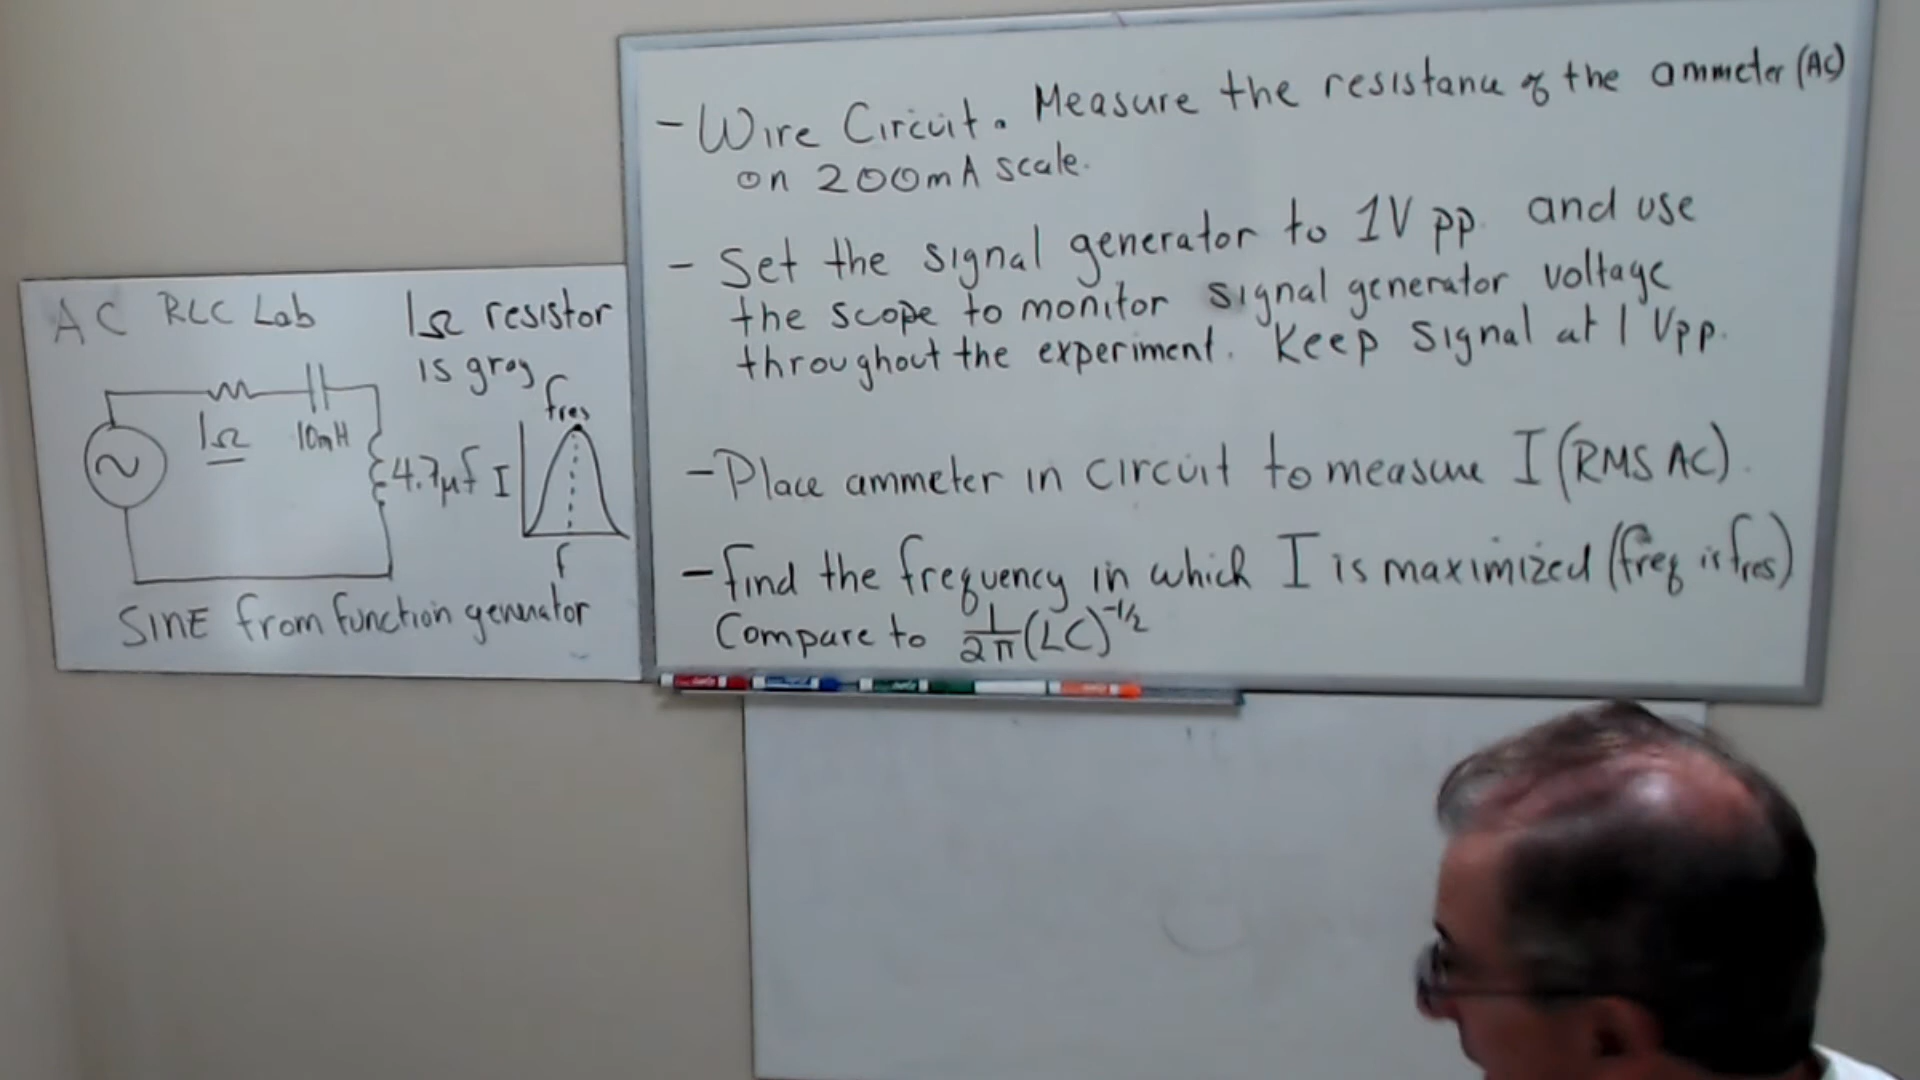 AC RLC Lab
1Ω resistor
is gray
1Ω
10mH
4.7μf
fres
I
f
SINE from function generator
- Wire Circuit. Measure the resistance of the ammeter (AC)
on 200mA scale.
- Set the signal generator to 1V pp. and use
the scope to monitor signal generator voltage
throughout the experiment. Keep signal at 1 Vpp.
- Place ammeter in circuit to measure I (RMS AC).
- Find the frequency in which I is maximized (freq is fres)
Compare to 1/2π (LC)^-1/2